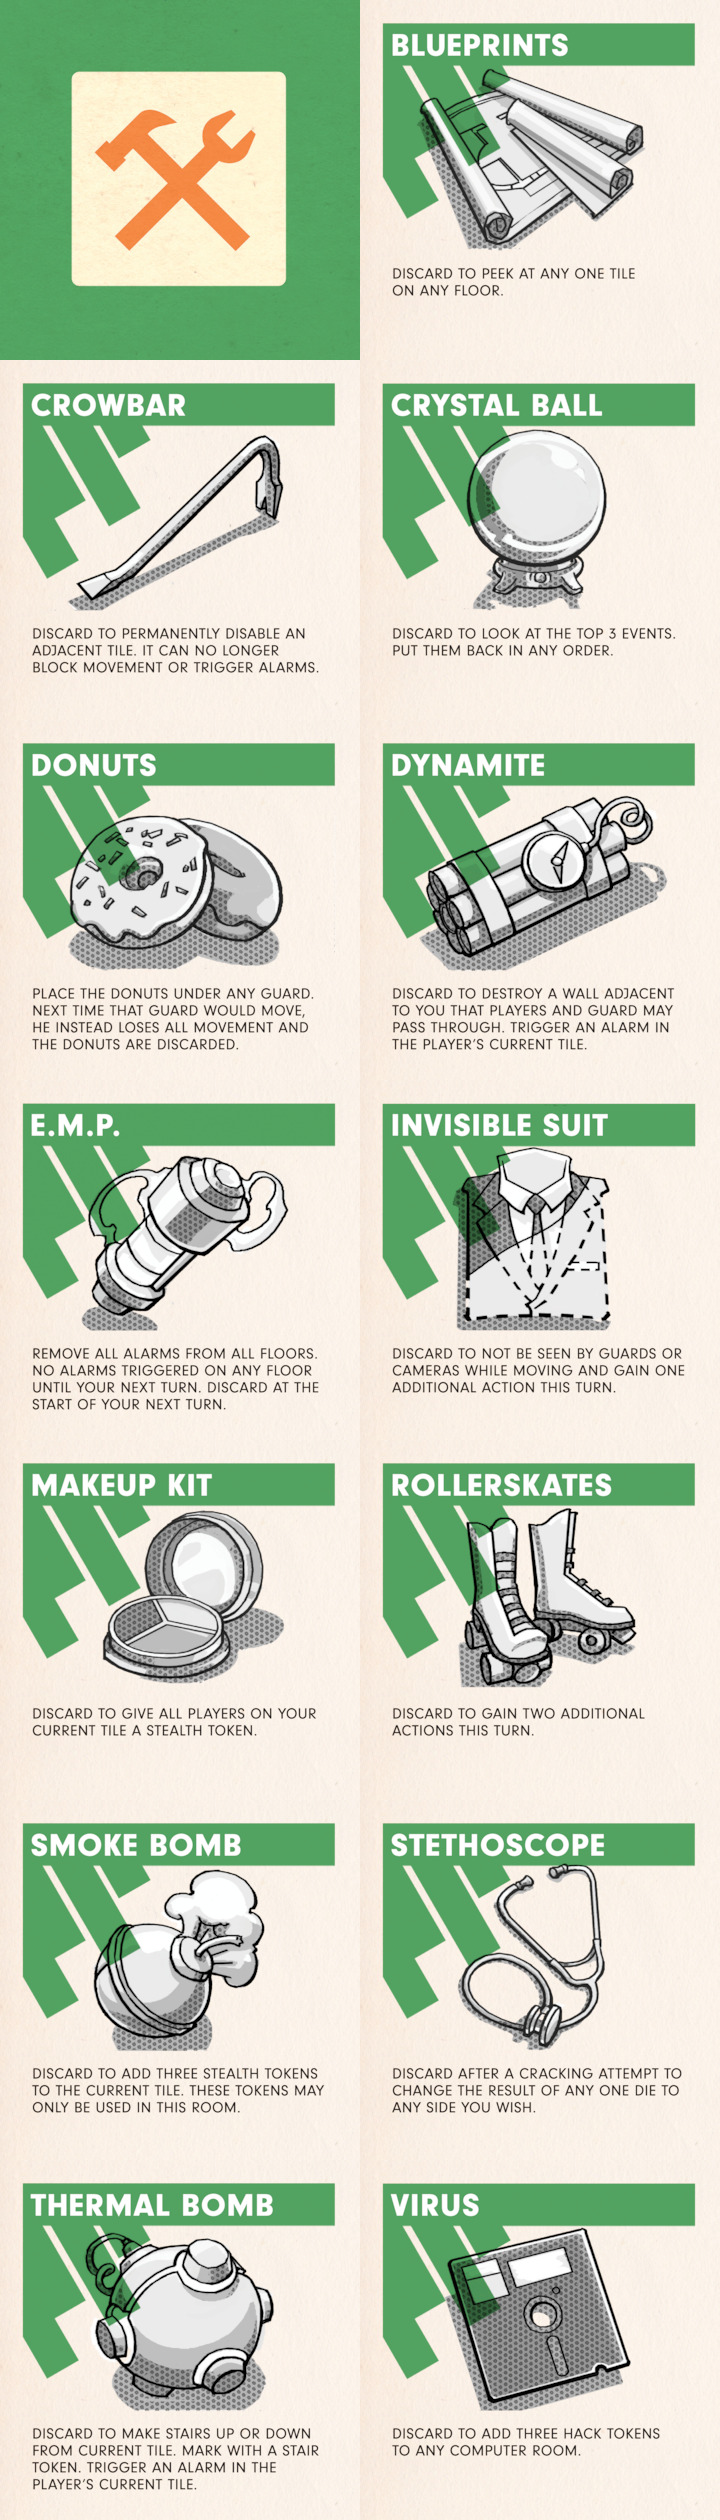 BLUEPRINTS
DISCARD TO PEEK AT ANY ONE TILE
ON ANY FLOOR.
CROWBAR
DISCARD TO PERMANENTLY DISABLE AN
ADJACENT TILE. IT CAN NO LONGER
BLOCK MOVEMENT OR TRIGGER ALARMS.
CRYSTAL BALL
DISCARD TO LOOK AT THE TOP 3 EVENTS.
PUT THEM BACK IN ANY ORDER.
DONUTS
PLACE THE DONUTS UNDER ANY GUARD.
NEXT TIME THAT GUARD WOULD MOVE,
HE INSTEAD LOSES ALL MOVEMENT AND
THE DONUTS ARE DISCARDED.
DYNAMITE
DISCARD TO DESTROY A WALL ADJACENT
TO YOU THAT PLAYERS AND GUARD MAY
PASS THROUGH. TRIGGER AN ALARM IN
THE PLAYER'S CURRENT TILE.
E.M.P.
REMOVE ALL ALARMS FROM ALL FLOORS.
NO ALARMS TRIGGERED ON ANY FLOOR
UNTIL YOUR NEXT TURN. DISCARD AT THE
START OF YOUR NEXT TURN.
INVISIBLE SUIT
DISCARD TO NOT BE SEEN BY GUARDS OR
CAMERAS WHILE MOVING AND GAIN ONE
ADDITIONAL ACTION THIS TURN.
MAKEUP KIT
DISCARD TO GIVE ALL PLAYERS ON YOUR
CURRENT TILE A STEALTH TOKEN.
ROLLERSKATES
DISCARD TO GAIN TWO ADDITIONAL
ACTIONS THIS TURN.
SMOKE BOMB
DISCARD TO ADD THREE STEALTH TOKENS
TO THE CURRENT TILE. THESE TOKENS MAY
ONLY BE USED IN THIS ROOM.
STETHOSCOPE
DISCARD AFTER A CRACKING ATTEMPT TO
CHANGE THE RESULT OF ANY ONE DIE TO
ANY SIDE YOU WISH.
THERMAL BOMB
DISCARD TO MAKE STAIRS UP OR DOWN
FROM CURRENT TILE. MARK WITH A STAIR
TOKEN. TRIGGER AN ALARM IN THE
PLAYER'S CURRENT TILE.
VIRUS
DISCARD TO ADD THREE HACK TOKENS
TO ANY COMPUTER ROOM.